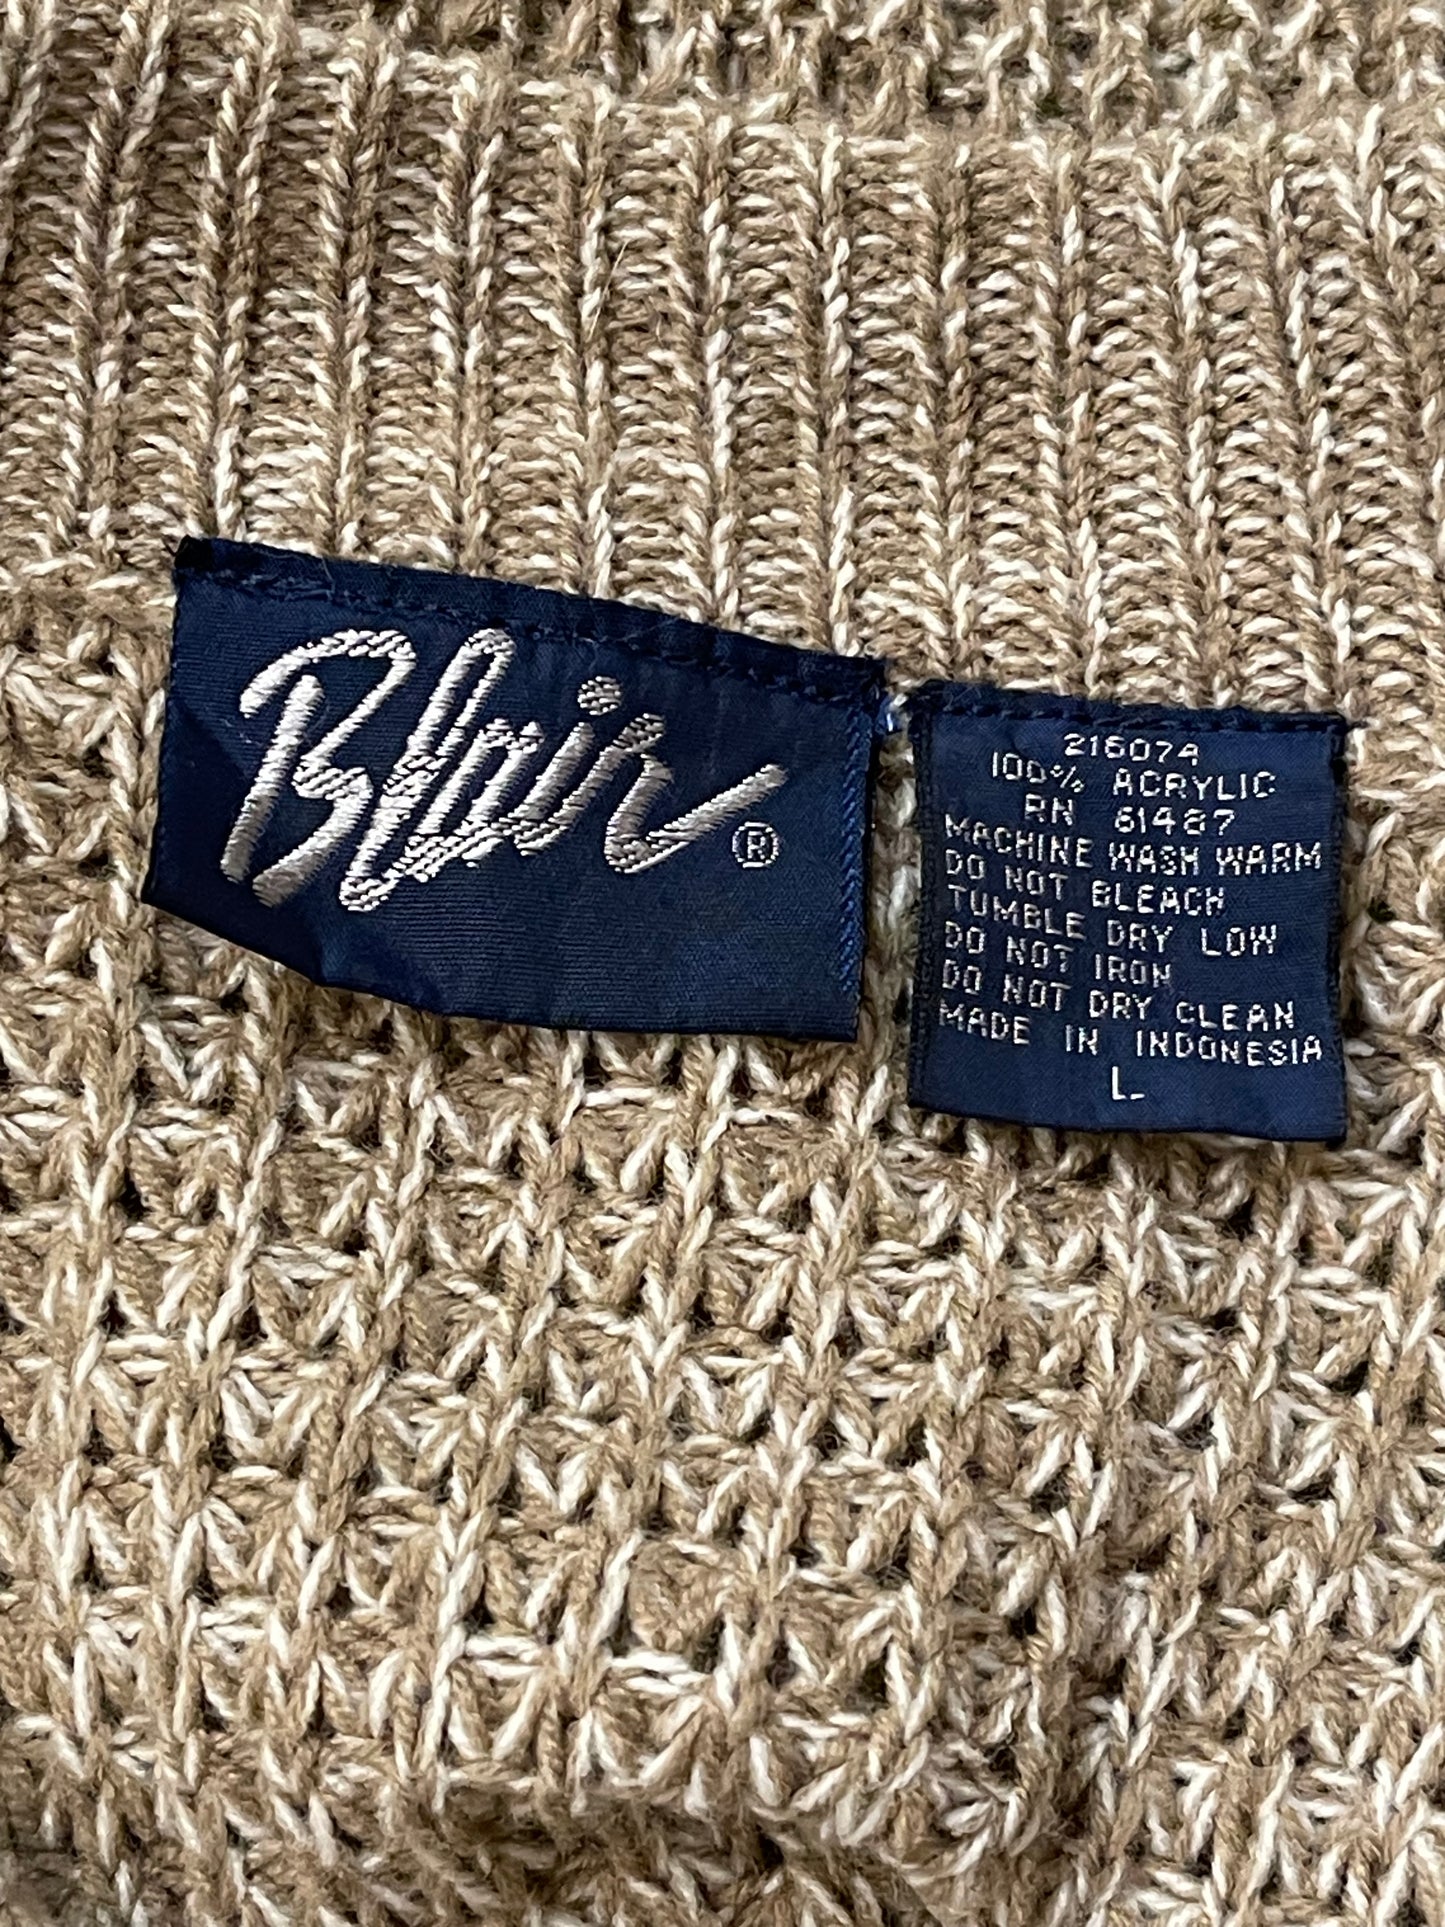 Blair ®
216074
100% ACRYLIC
RN 61487
MACHINE WASH WARM
DO NOT BLEACH
TUMBLE DRY LOW
DO NOT IRON
DO NOT DRY CLEAN
MADE IN INDONESIA
L